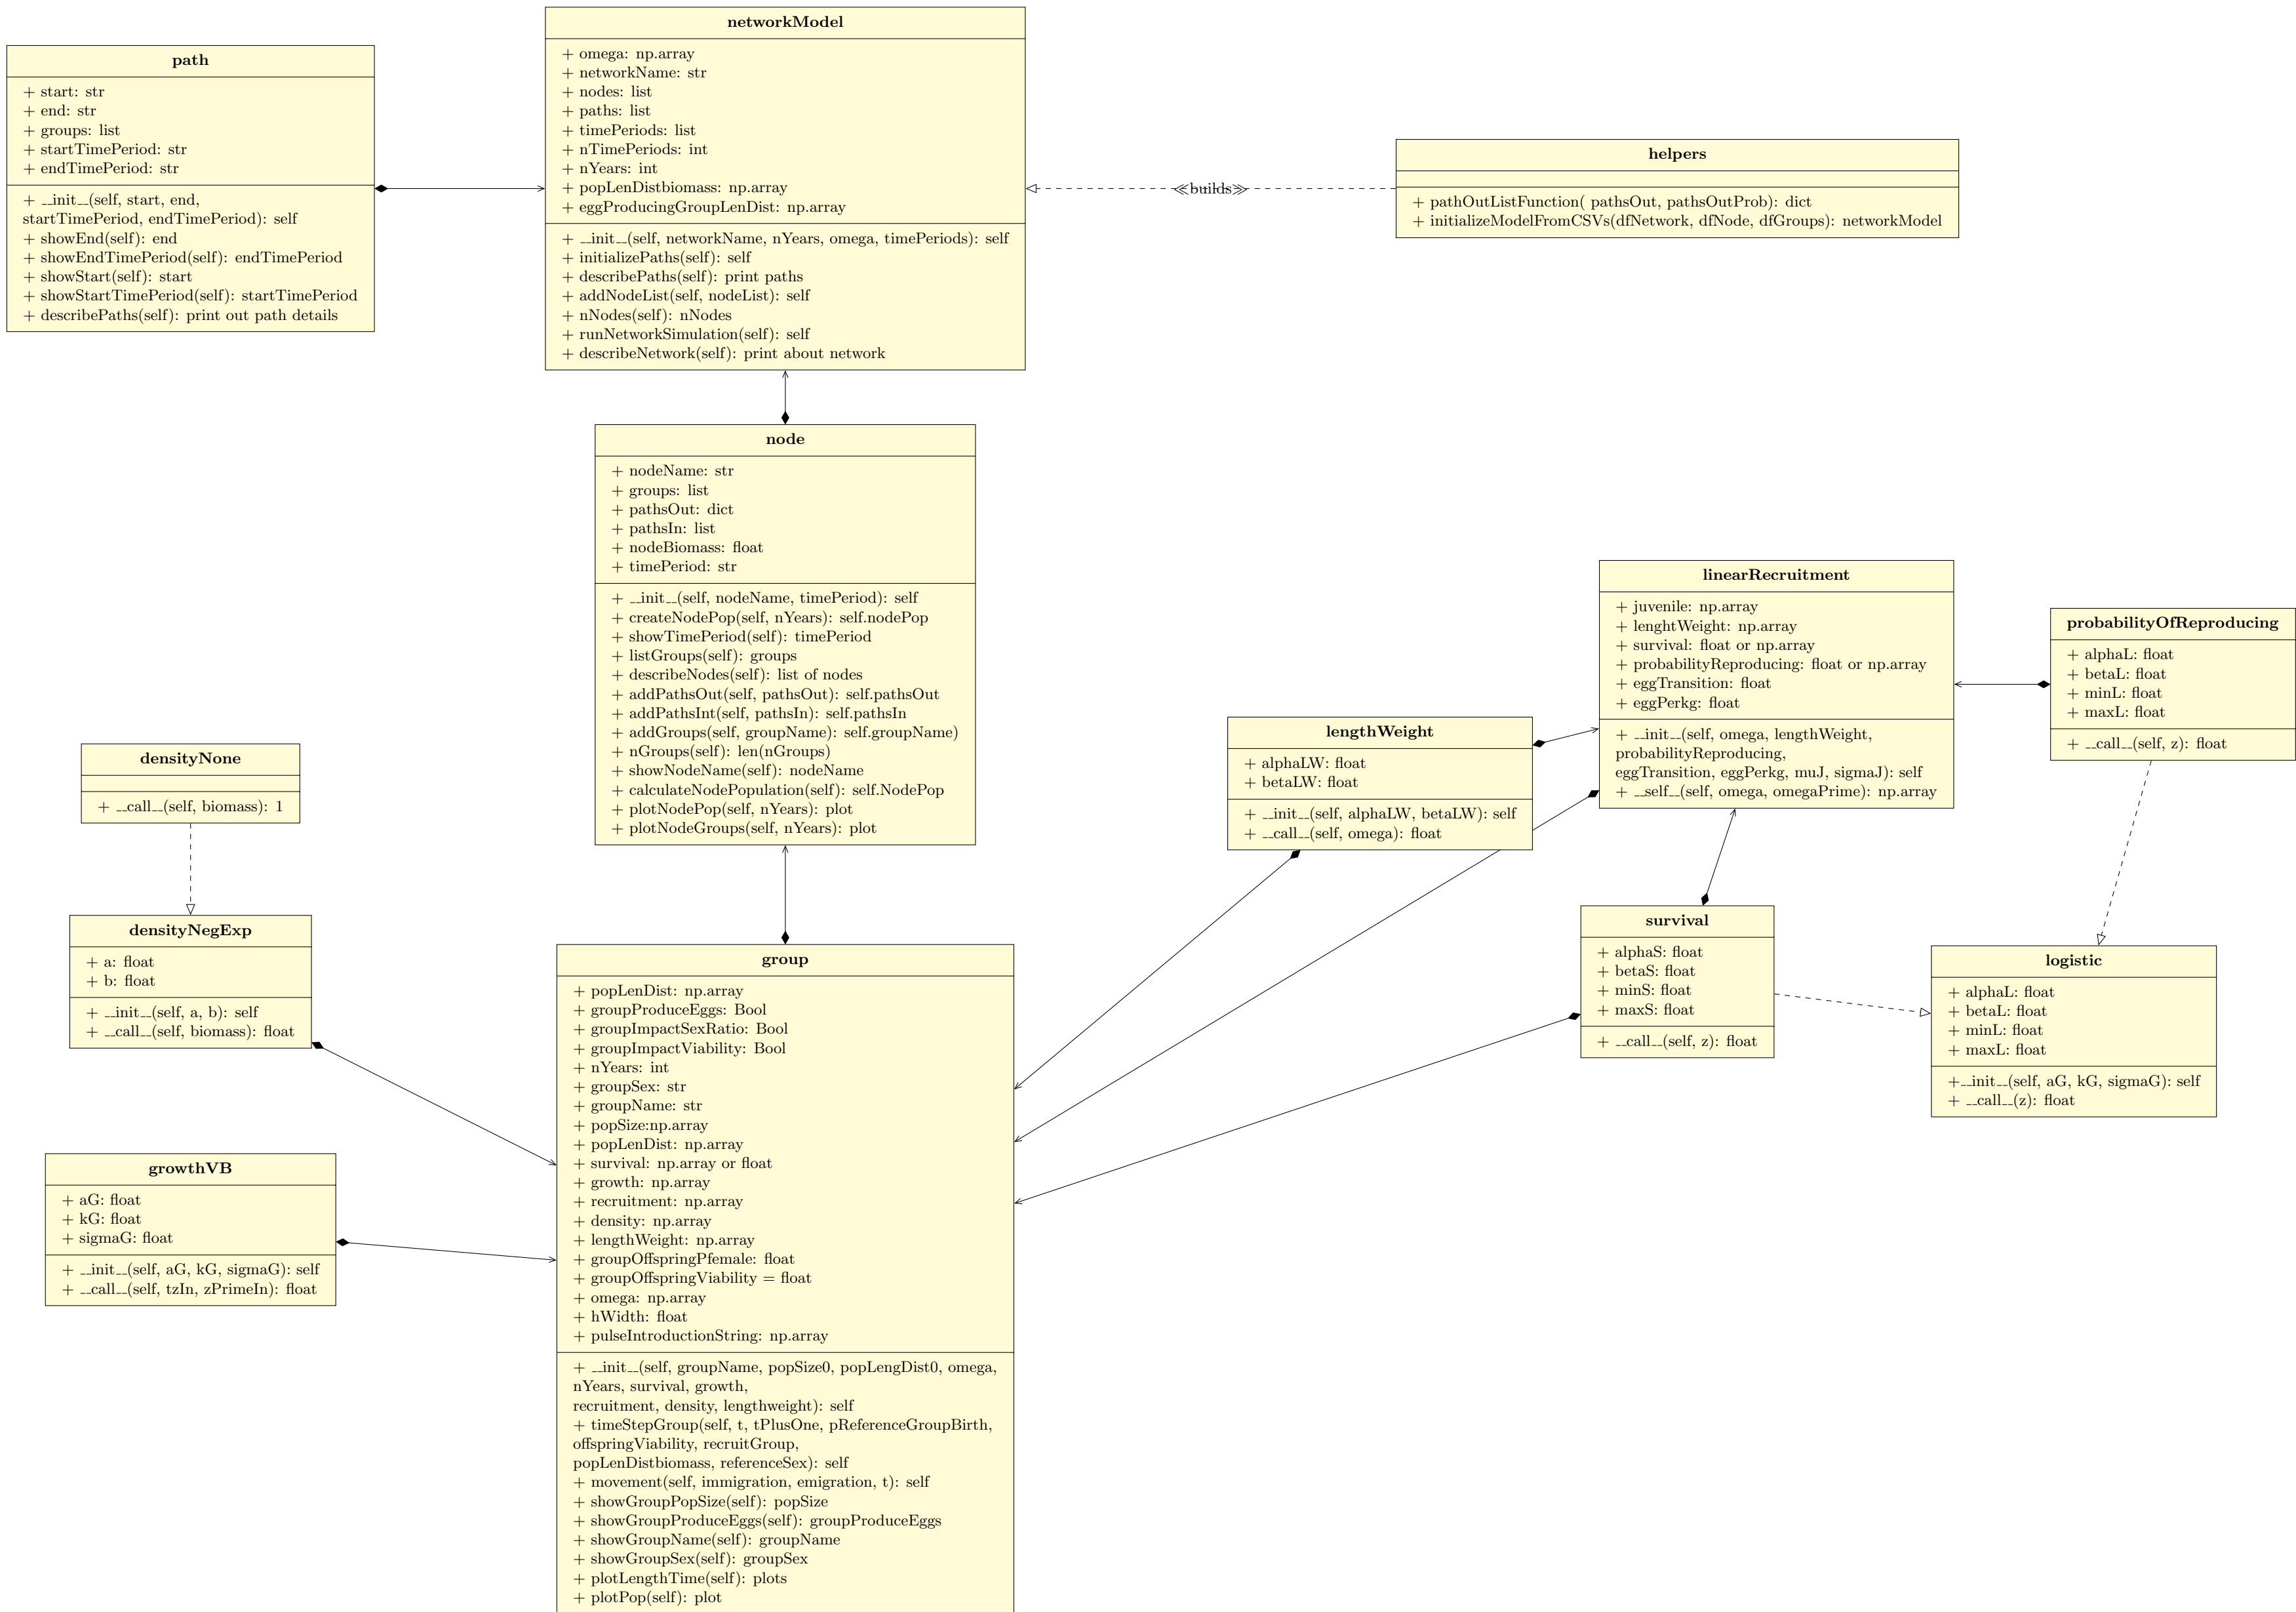 networkModel
+ omega: np.array
+ networkName: str
+ nodes: list
+ paths: list
+ timePeriods: list
+ nTimePeriods: int
+ nYears: int
+ popLenDistbiomass: np.array
+ eggProducingGroupLenDist: np.array
+ __init__(self, networkName, nYears, omega, timePeriods): self
+ initializePaths(self): self
+ describePaths(self): print paths
+ addNodeList(self, nodeList): self
+ nNodes(self): nNodes
+ runNetworkSimulation(self): self
+ describeNetwork(self): print about network
path
+ start: str
+ end: str
+ groups: list
+ startTimePeriod: str
+ endTimePeriod: str
+ __init__(self, start, end,
startTimePeriod, endTimePeriod): self
+ showEnd(self): end
+ showEndTimePeriod(self): endTimePeriod
+ showStart(self): start
+ showStartTimePeriod(self): startTimePeriod
+ describePaths(self): print out path details
≪builds≫
helpers
+ pathOutListFunction( pathsOut, pathsOutProb): dict
+ initializeModelFromCSVs(dfNetwork, dfNode, dfGroups): networkModel
node
+ nodeName: str
+ groups: list
+ pathsOut: dict
+ pathsIn: list
+ nodeBiomass: float
+ timePeriod: str
+ __init__(self, nodeName, timePeriod): self
+ createNodePop(self, nYears): self.nodePop
+ showTimePeriod(self): timePeriod
+ listGroups(self): groups
+ describeNodes(self): list of nodes
+ addPathsOut(self, pathsOut): self.pathsOut
+ addPathsInt(self, pathsIn): self.pathsIn
+ addGroups(self, groupName): self.groupName)
+ nGroups(self): len(nGroups)
+ showNodeName(self): nodeName
+ calculateNodePopulation(self): self.NodePop
+ plotNodePop(self, nYears): plot
+ plotNodeGroups(self, nYears): plot
linearRecruitment
+ juvenile: np.array
+ lenghtWeight: np.array
+ survival: float or np.array
+ probabilityReproducing: float or np.array
+ eggTransition: float
+ eggPerkg: float
+ __init__(self, omega, lengthWeight,
probabilityReproducing,
eggTransition, eggPerkg, muJ, sigmaJ): self
+ __self__(self, omega, omegaPrime): np.array
probabilityOfReproducing
+ alphaL: float
+ betaL: float
+ minL: float
+ maxL: float
+ __call__(self, z): float
lengthWeight
+ alphaLW: float
+ betaLW: float
+ __init__(self, alphaLW, betaLW): self
+ __call__(self, omega): float
densityNone
+ __call__(self, biomass): 1
densityNegExp
+ a: float
+ b: float
+ __init__(self, a, b): self
+ __call__(self, biomass): float
survival
+ alphaS: float
+ betaS: float
+ minS: float
+ maxS: float
+ __call__(self, z): float
logistic
+ alphaL: float
+ betaL: float
+ minL: float
+ maxL: float
+__init__(self, aG, kG, sigmaG): self
+ __call__(z): float
growthVB
+ aG: float
+ kG: float
+ sigmaG: float
+ __init__(self, aG, kG, sigmaG): self
+ __call__(self, tzIn, zPrimeIn): float
group
+ popLenDist: np.array
+ groupProduceEggs: Bool
+ groupImpactSexRatio: Bool
+ groupImpactViability: Bool
+ nYears: int
+ groupSex: str
+ groupName: str
+ popSize:np.array
+ popLenDist: np.array
+ survival: np.array or float
+ growth: np.array
+ recruitment: np.array
+ density: np.array
+ lengthWeight: np.array
+ groupOffspringPfemale: float
+ groupOffspringViability = float
+ omega: np.array
+ hWidth: float
+ pulseIntroductionString: np.array
+ __init__(self, groupName, popSize0, popLengDist0, omega,
nYears, survival, growth,
recruitment, density, lengthweight): self
+ timeStepGroup(self, t, tPlusOne, pReferenceGroupBirth,
offspringViability, recruitGroup,
popLenDistbiomass, referenceSex): self
+ movement(self, immigration, emigration, t): self
+ showGroupPopSize(self): popSize
+ showGroupProduceEggs(self): groupProduceEggs
+ showGroupName(self): groupName
+ showGroupSex(self): groupSex
+ plotLengthTime(self): plots
+ plotPop(self): plot